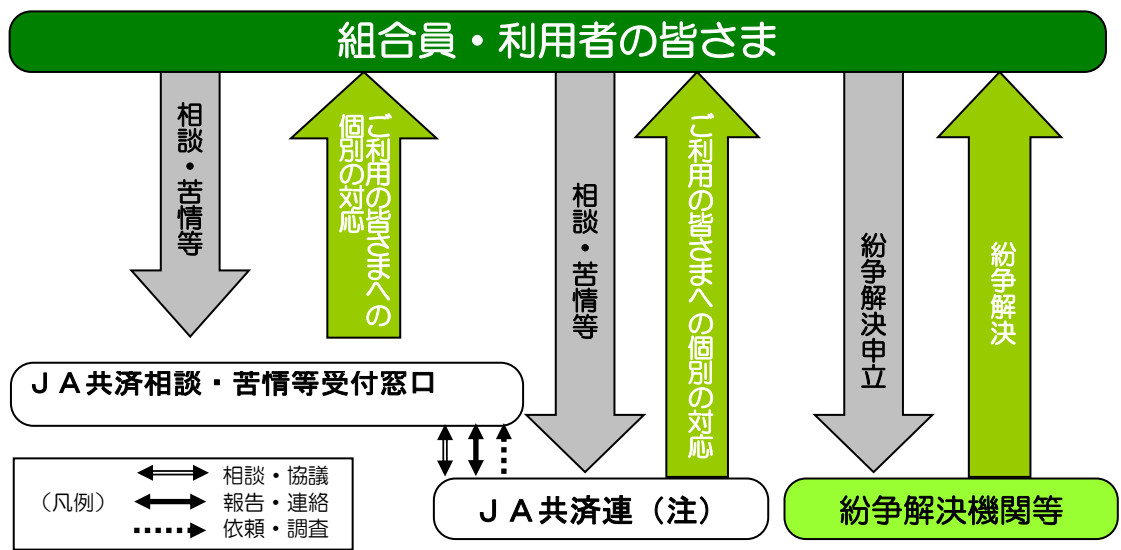 組合員・利用者の皆さま
相談・苦情等
ご利用の皆さまへの
個別の対応
相談・苦情等
ご利用の皆さまへの個別の対応
紛争解決申立
紛争解決
ＪＡ共済相談・苦情等受付窓口
（凡例）
相談・協議
報告・連絡
依頼・調査
ＪＡ共済連（注）
紛争解決機関等